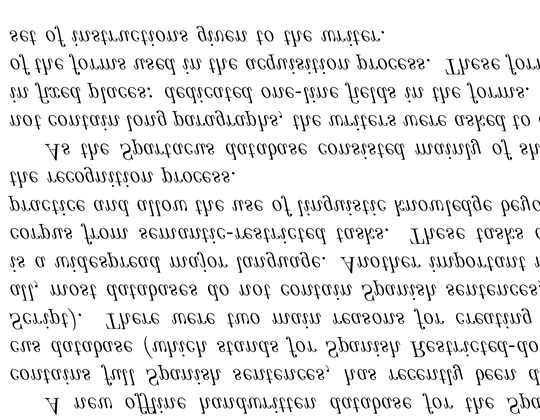 A new offline handwritten database for the Spa
contains full Spanish sentences, has recently been d
cus database (which stands for Spanish Restricted-do
Script). There were two main reasons for creating
all, most databases do not contain Spanish sentences,
is a widespread major language. Another important
corpus from semantic-restricted tasks. These tasks
practice and allow the use of linguistic knowledge beyo
the recognition process.
As the Spartacus database consisted mainly of sh
not contain long paragraphs, the writers were asked to
in fixed places: dedicated one-line fields in the forms.
of the forms used in the acquisition process. These for
set of instructions given to the writer.